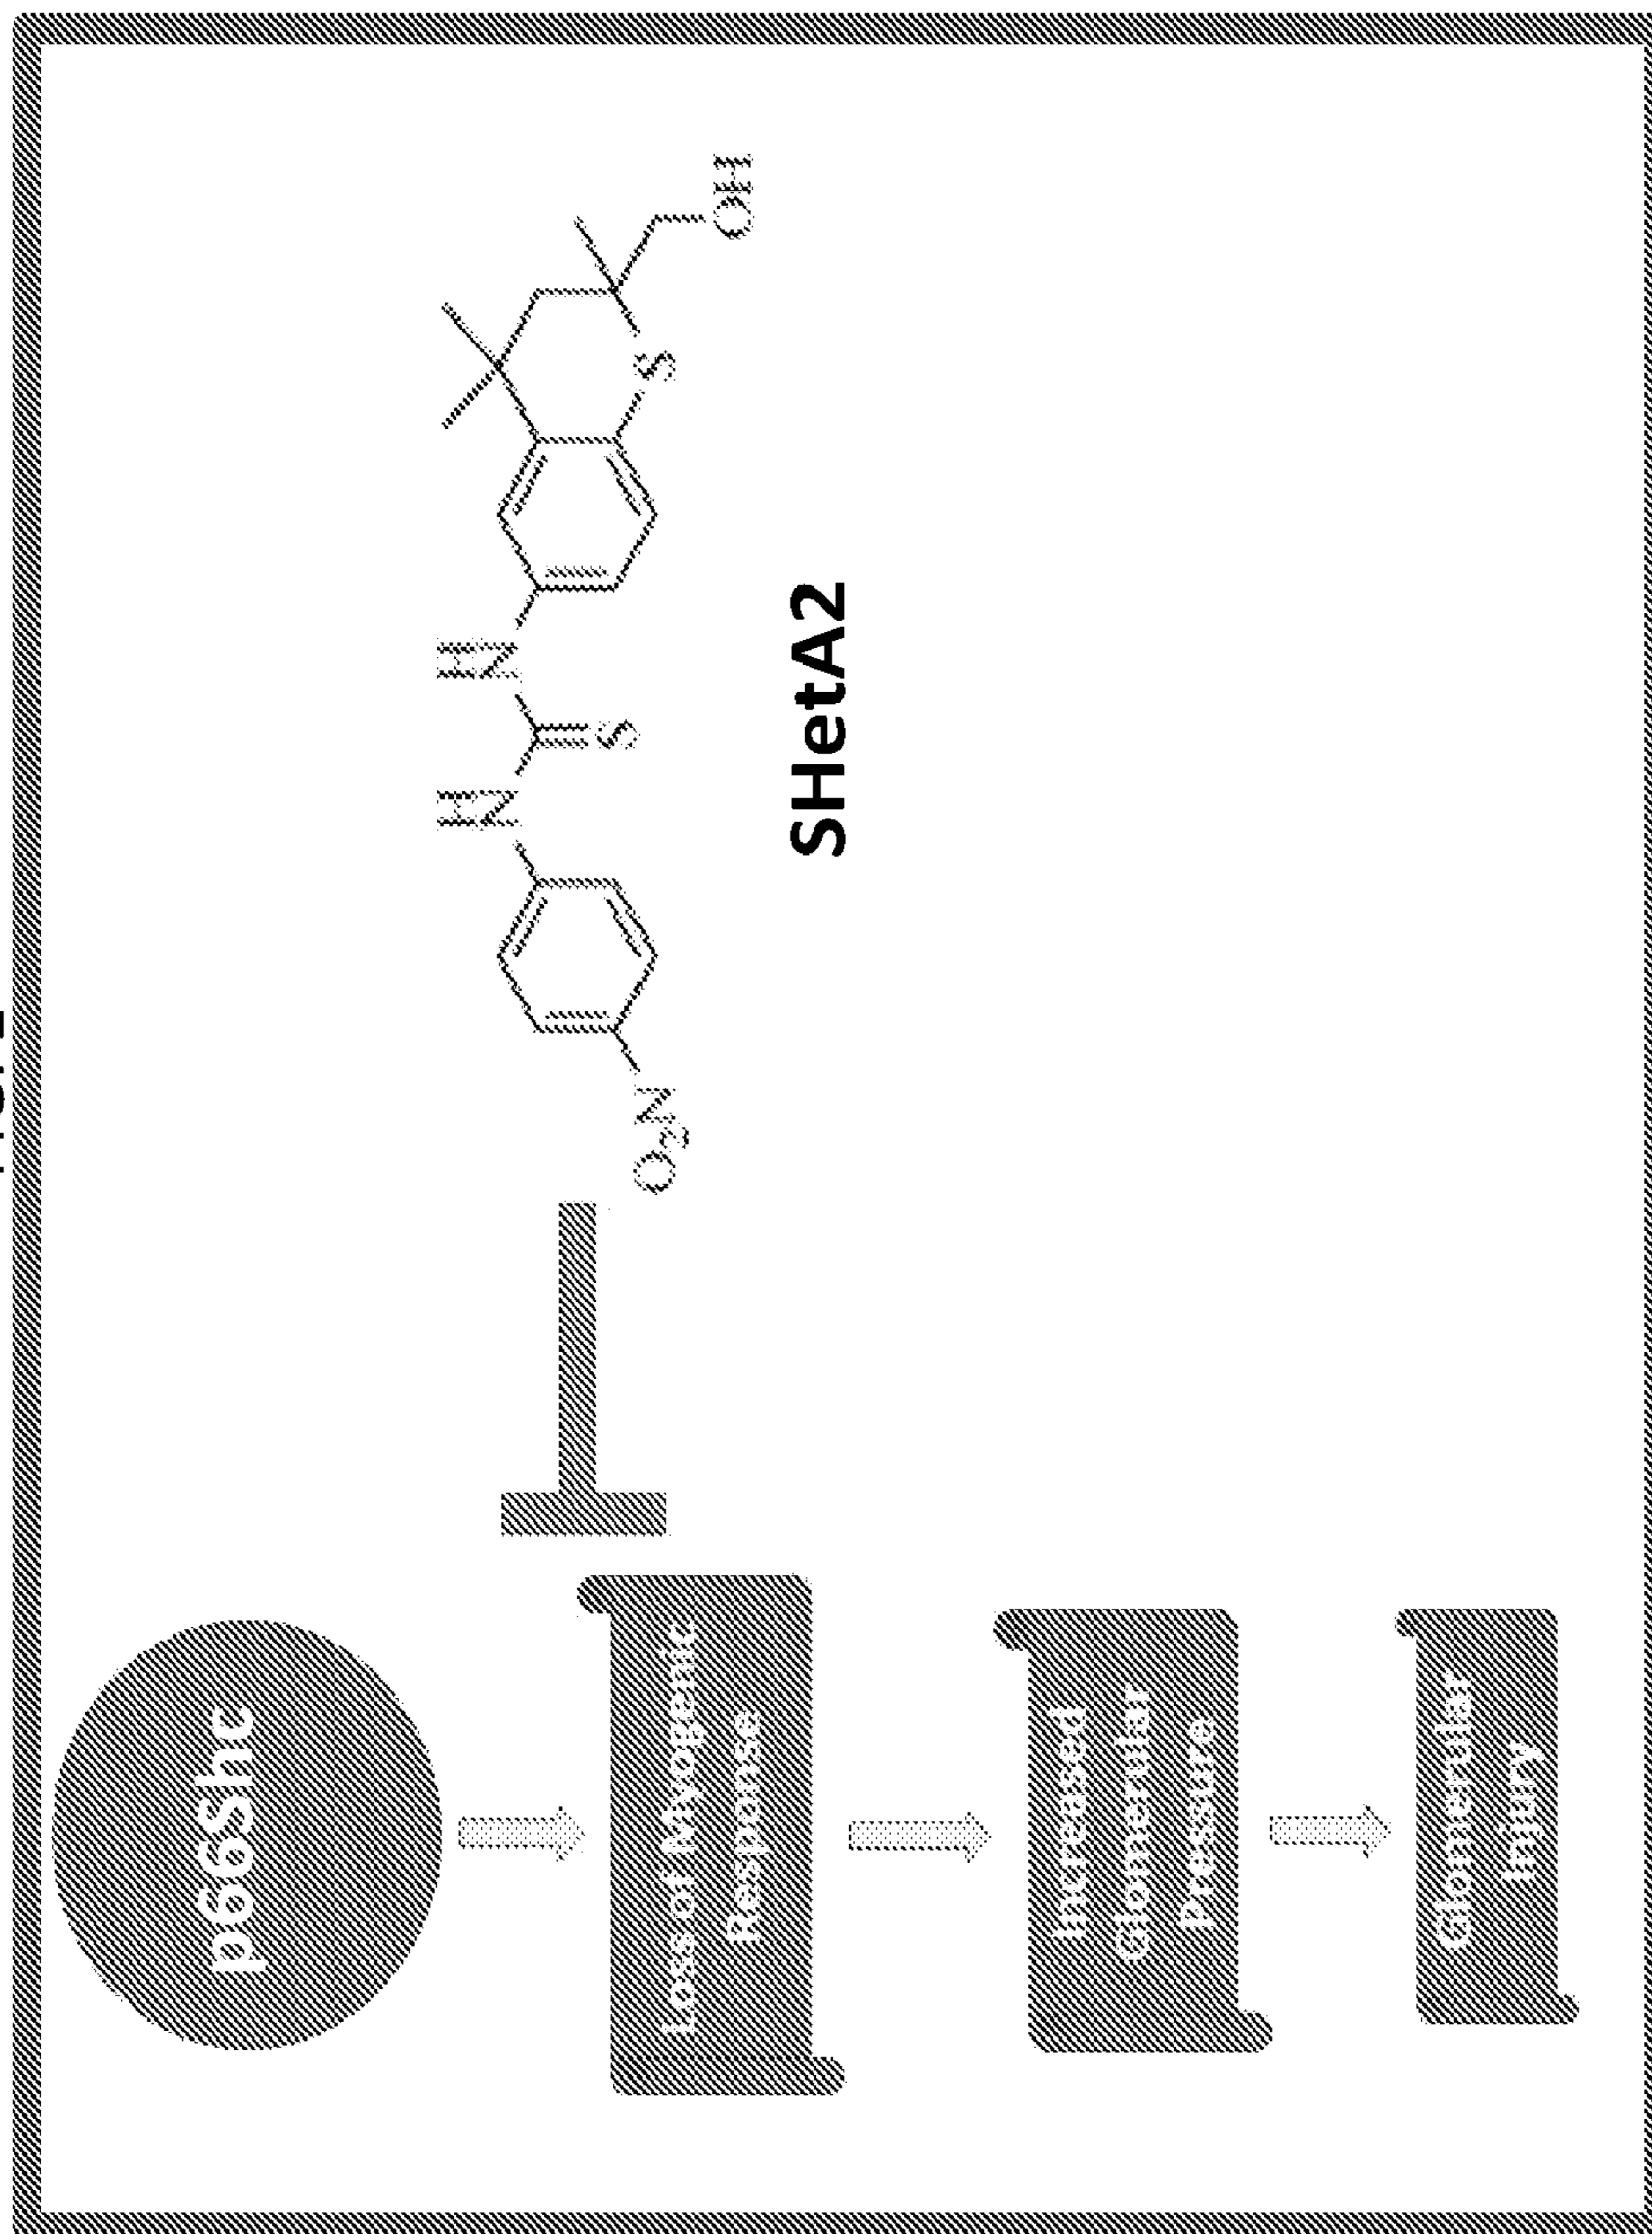 p66Shc
Loss of Myogenic
Response
Increased
Glomerular
Pressure
Glomerular
Injury
O2N
H
N
S
H
N
S
OH
SHetA2